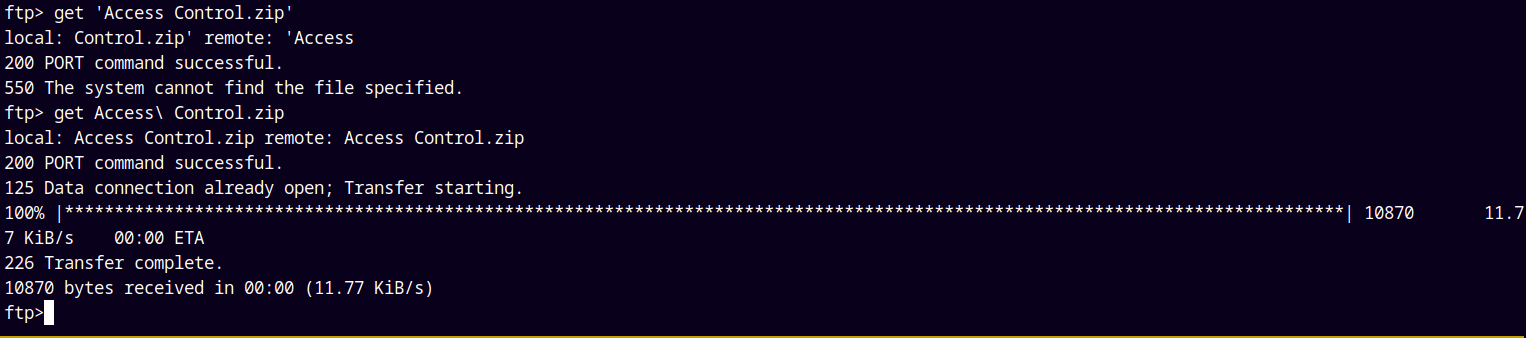 ftp> get 'Access Control.zip'
local: Control.zip' remote: 'Access
200 PORT command successful.
550 The system cannot find the file specified.
ftp> get Access\ Control.zip
local: Access Control.zip remote: Access Control.zip
200 PORT command successful.
125 Data connection already open; Transfer starting.
100% |********************************************************************************************************************************| 10870       11.7
7 KiB/s    00:00 ETA
226 Transfer complete.
10870 bytes received in 00:00 (11.77 KiB/s)
ftp>